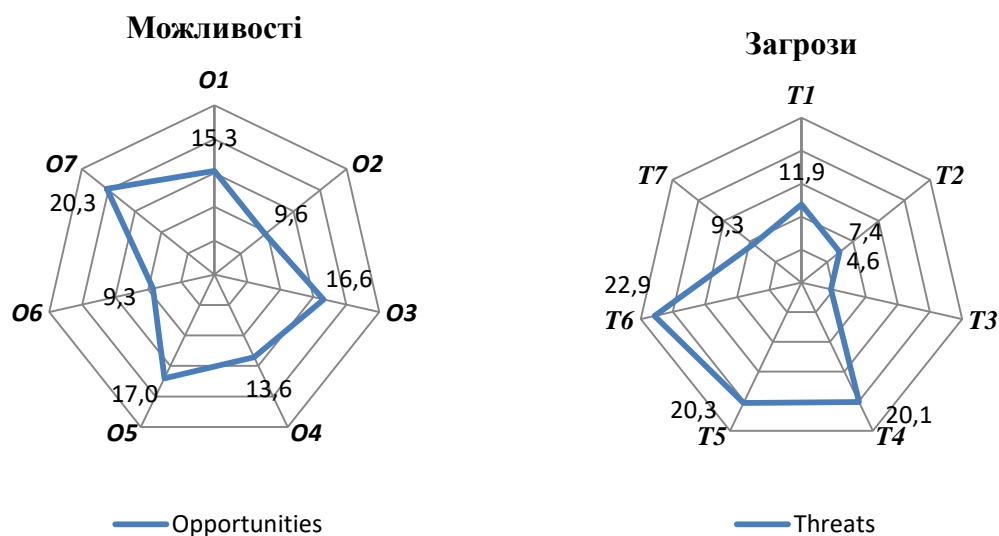 Можливості
O1
15,3
O7
O2
20,3
9,6
16,6
O6
9,3
O3
17,0
13,6
O5
O4
Opportunities
Загрози
T1
11,9
T7
T2
9,3
7,4
4,6
22,9
T6
T3
20,3
20,1
T5
T4
Threats